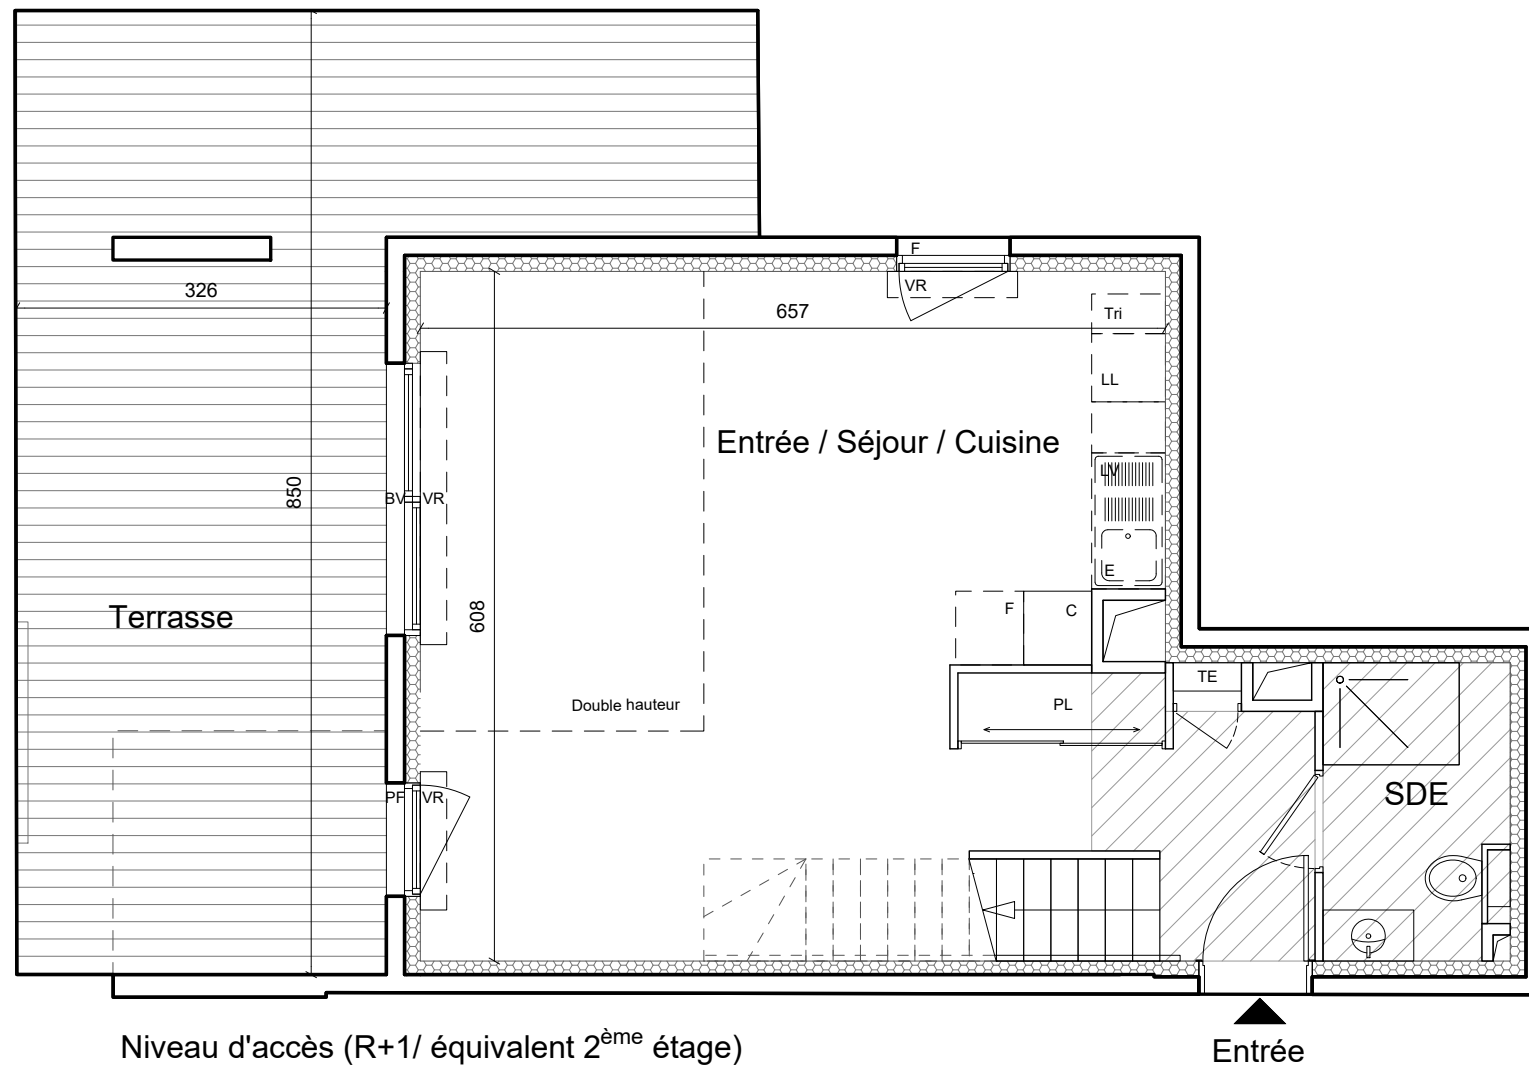 F
VR
326
657
Tri
LL
Entrée / Séjour / Cuisine
LV
850
BV
VR
E
Terrasse
608
F
C
TE
Double hauteur
PL
PF
VR
SDE
Niveau d'accès (R+1/ équivalent 2ème étage)
Entrée